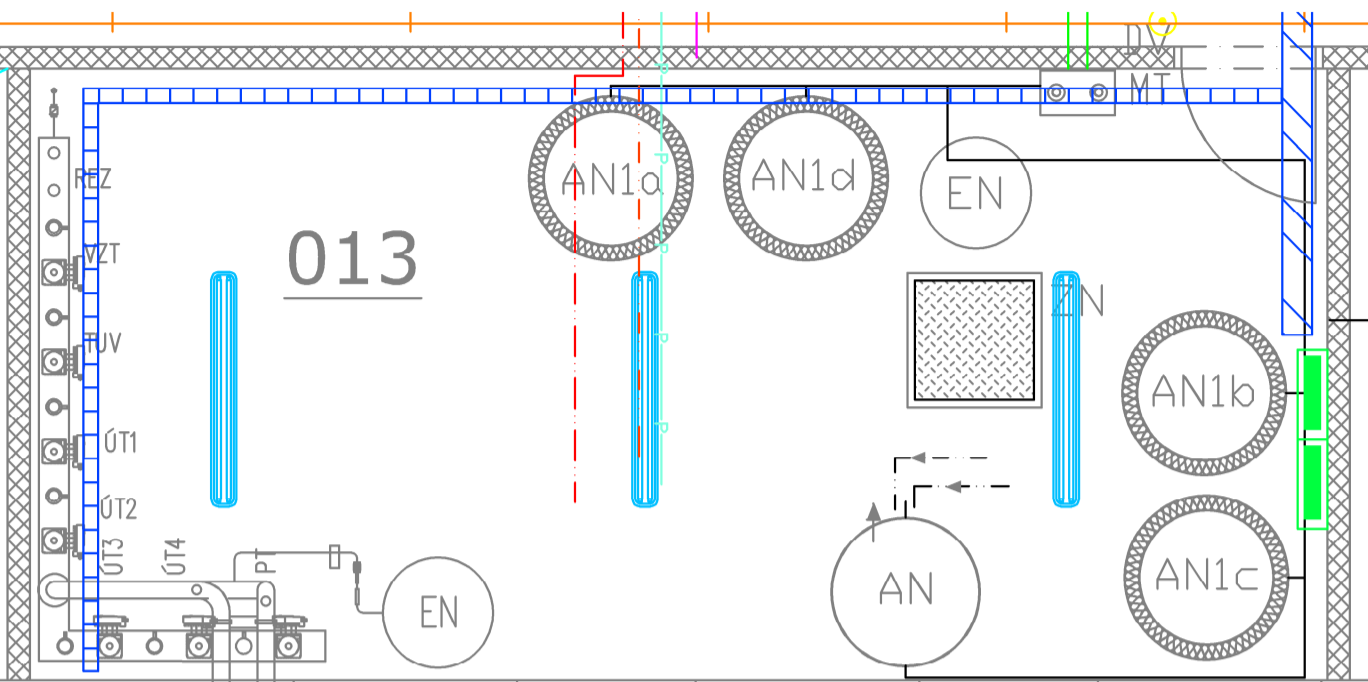 DV
MT
REZ
AN1a
AN1d
EN
VZT
013
ZN
TUV
AN1b
ÚT1
ÚT2
ÚT3
ÚT4
PT
EN
AN
AN1c
P
P
P
P
P